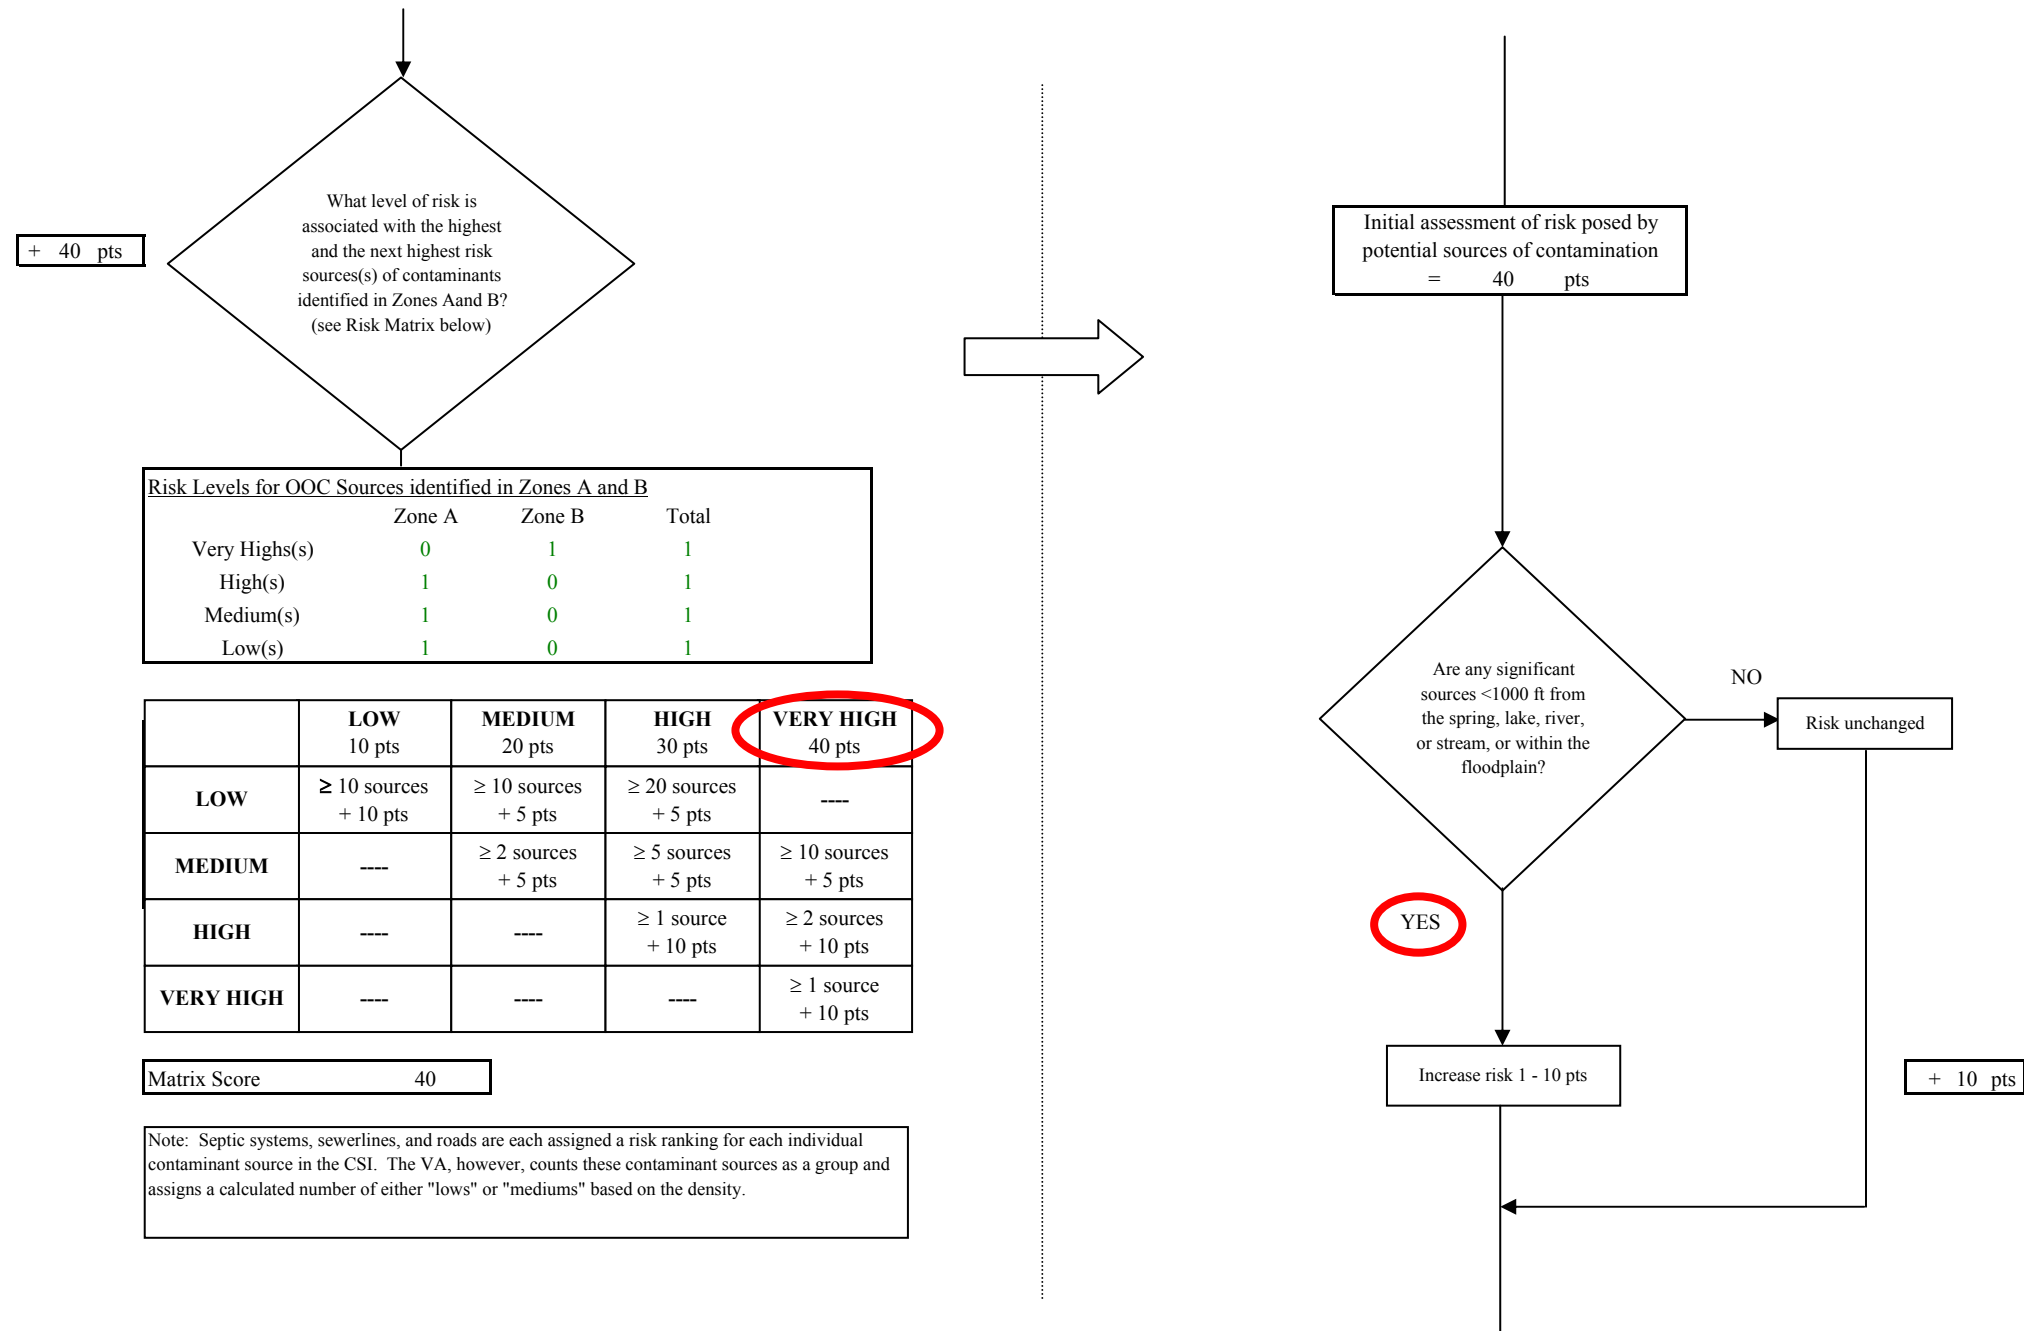 + 40 pts
What level of risk is
associated with the highest
and the next highest risk
sources(s) of contaminants
identified in Zones Aand B?
(see Risk Matrix below)
Risk Levels for OOC Sources identified in Zones A and B
Zone A Zone B Total
Very Highs(s) 0 1 1
High(s) 1 0 1
Medium(s) 1 0 1
Low(s) 1 0 1
LOW MEDIUM HIGH VERY HIGH
10 pts 20 pts 30 pts 40 pts
LOW ≥ 10 sources ≥ 10 sources ≥ 20 sources ----
+ 10 pts + 5 pts + 5 pts
MEDIUM ---- ≥ 2 sources ≥ 5 sources ≥ 10 sources
+ 5 pts + 5 pts + 5 pts
HIGH ---- ---- ≥ 1 source ≥ 2 sources
+ 10 pts + 10 pts
VERY HIGH ---- ---- ---- ≥ 1 source
+ 10 pts
Matrix Score 40
Note: Septic systems, sewerlines, and roads are each assigned a risk ranking for each individual
contaminant source in the CSI. The VA, however, counts these contaminant sources as a group and
assigns a calculated number of either "lows" or "mediums" based on the density.
Initial assessment of risk posed by
potential sources of contamination
= 40 pts
Are any significant
sources <1000 ft from
the spring, lake, river,
or stream, or within the
floodplain?
NO
Risk unchanged
YES
Increase risk 1 - 10 pts
+ 10 pts